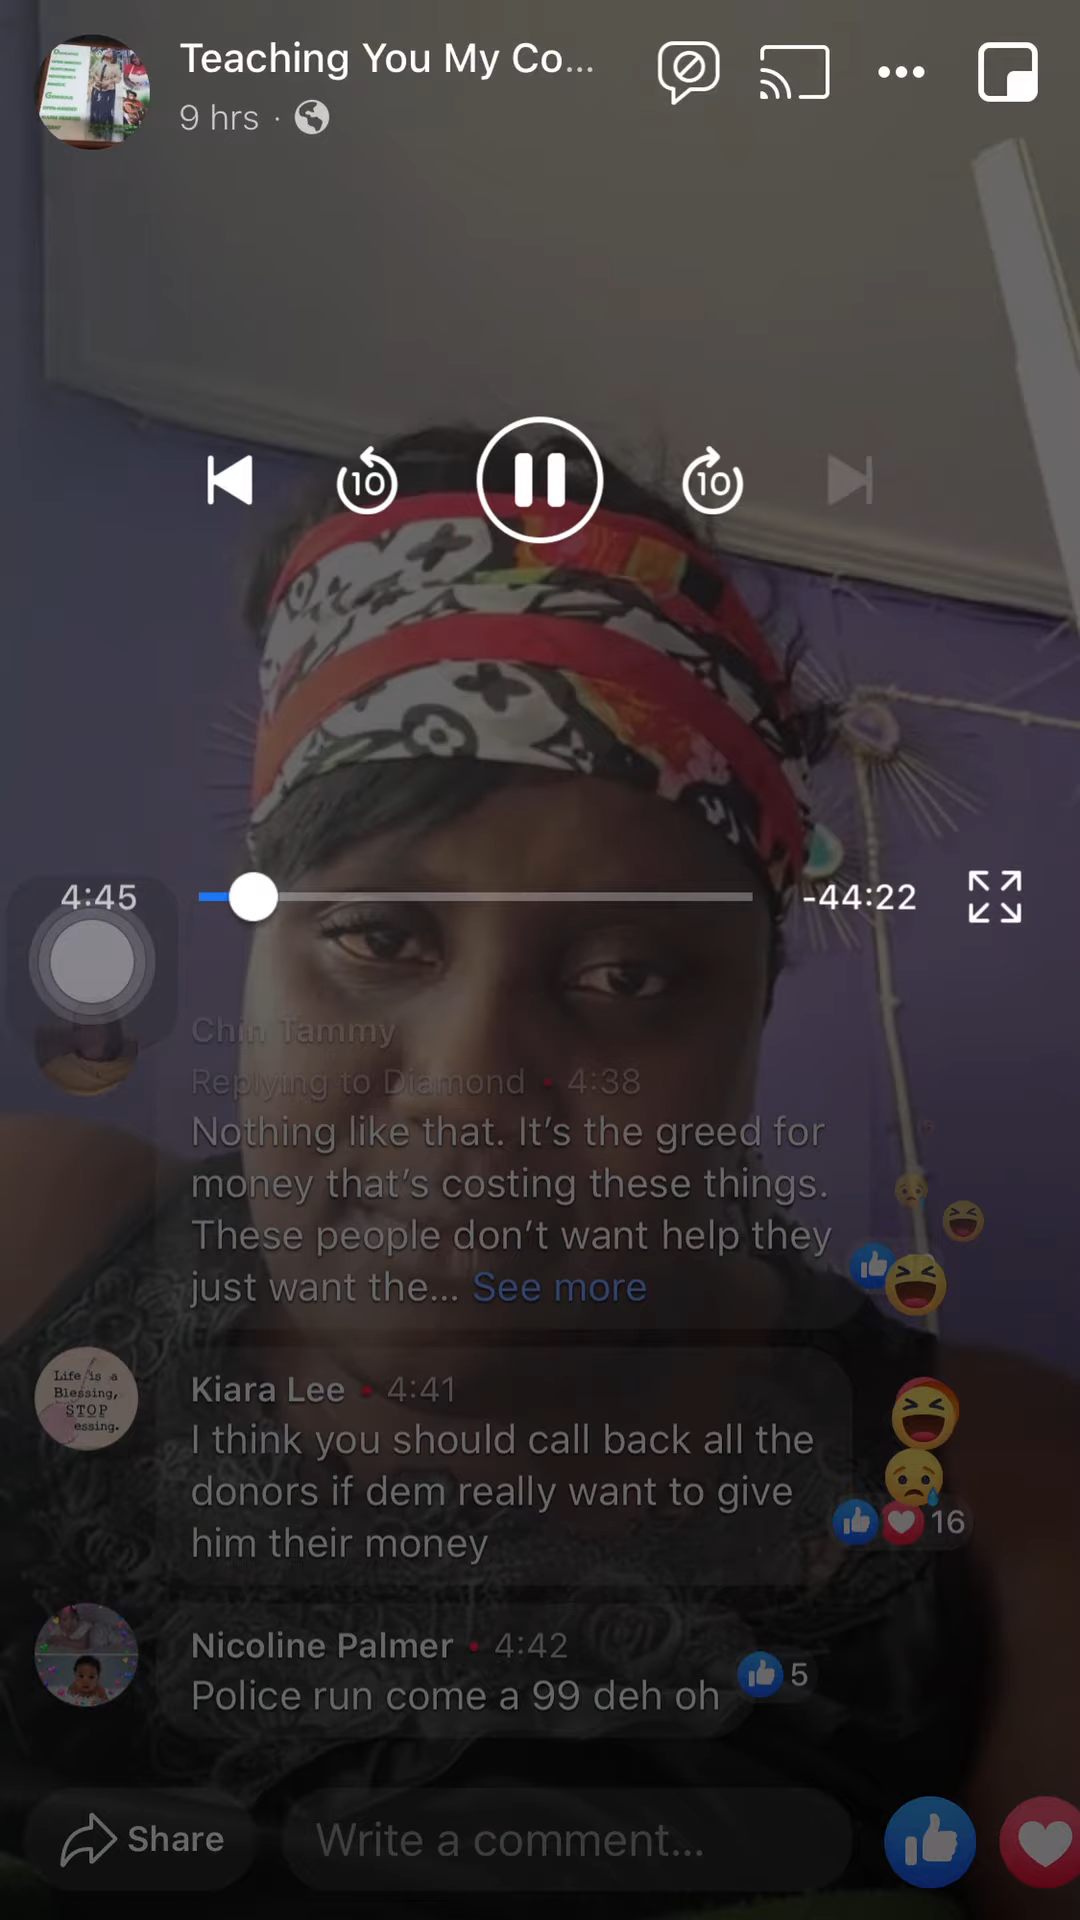 Teaching You My Co...
9 hrs ·
10
10
4:45
-44:22
Chin Tammy
Replying to Diamond • 4:38
Nothing like that. It's the greed for
money that's costing these things.
These people don't want help they
just want the... See more
Kiara Lee • 4:41
I think you should call back all the
donors if dem really want to give
him their money
16
Life is a
Blessing,
STOP
essing.
Nicoline Palmer • 4:42
Police run come a 99 deh oh
5
Share
Write a comment...